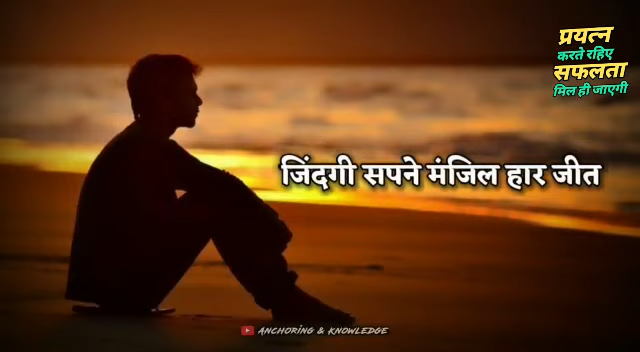 प्रयत्न
करते रहिए
सफलता
मिल ही जाएगी
जिंदगी सपने मंजिल हार जीत
ANCHORING & KNOWLEDGE